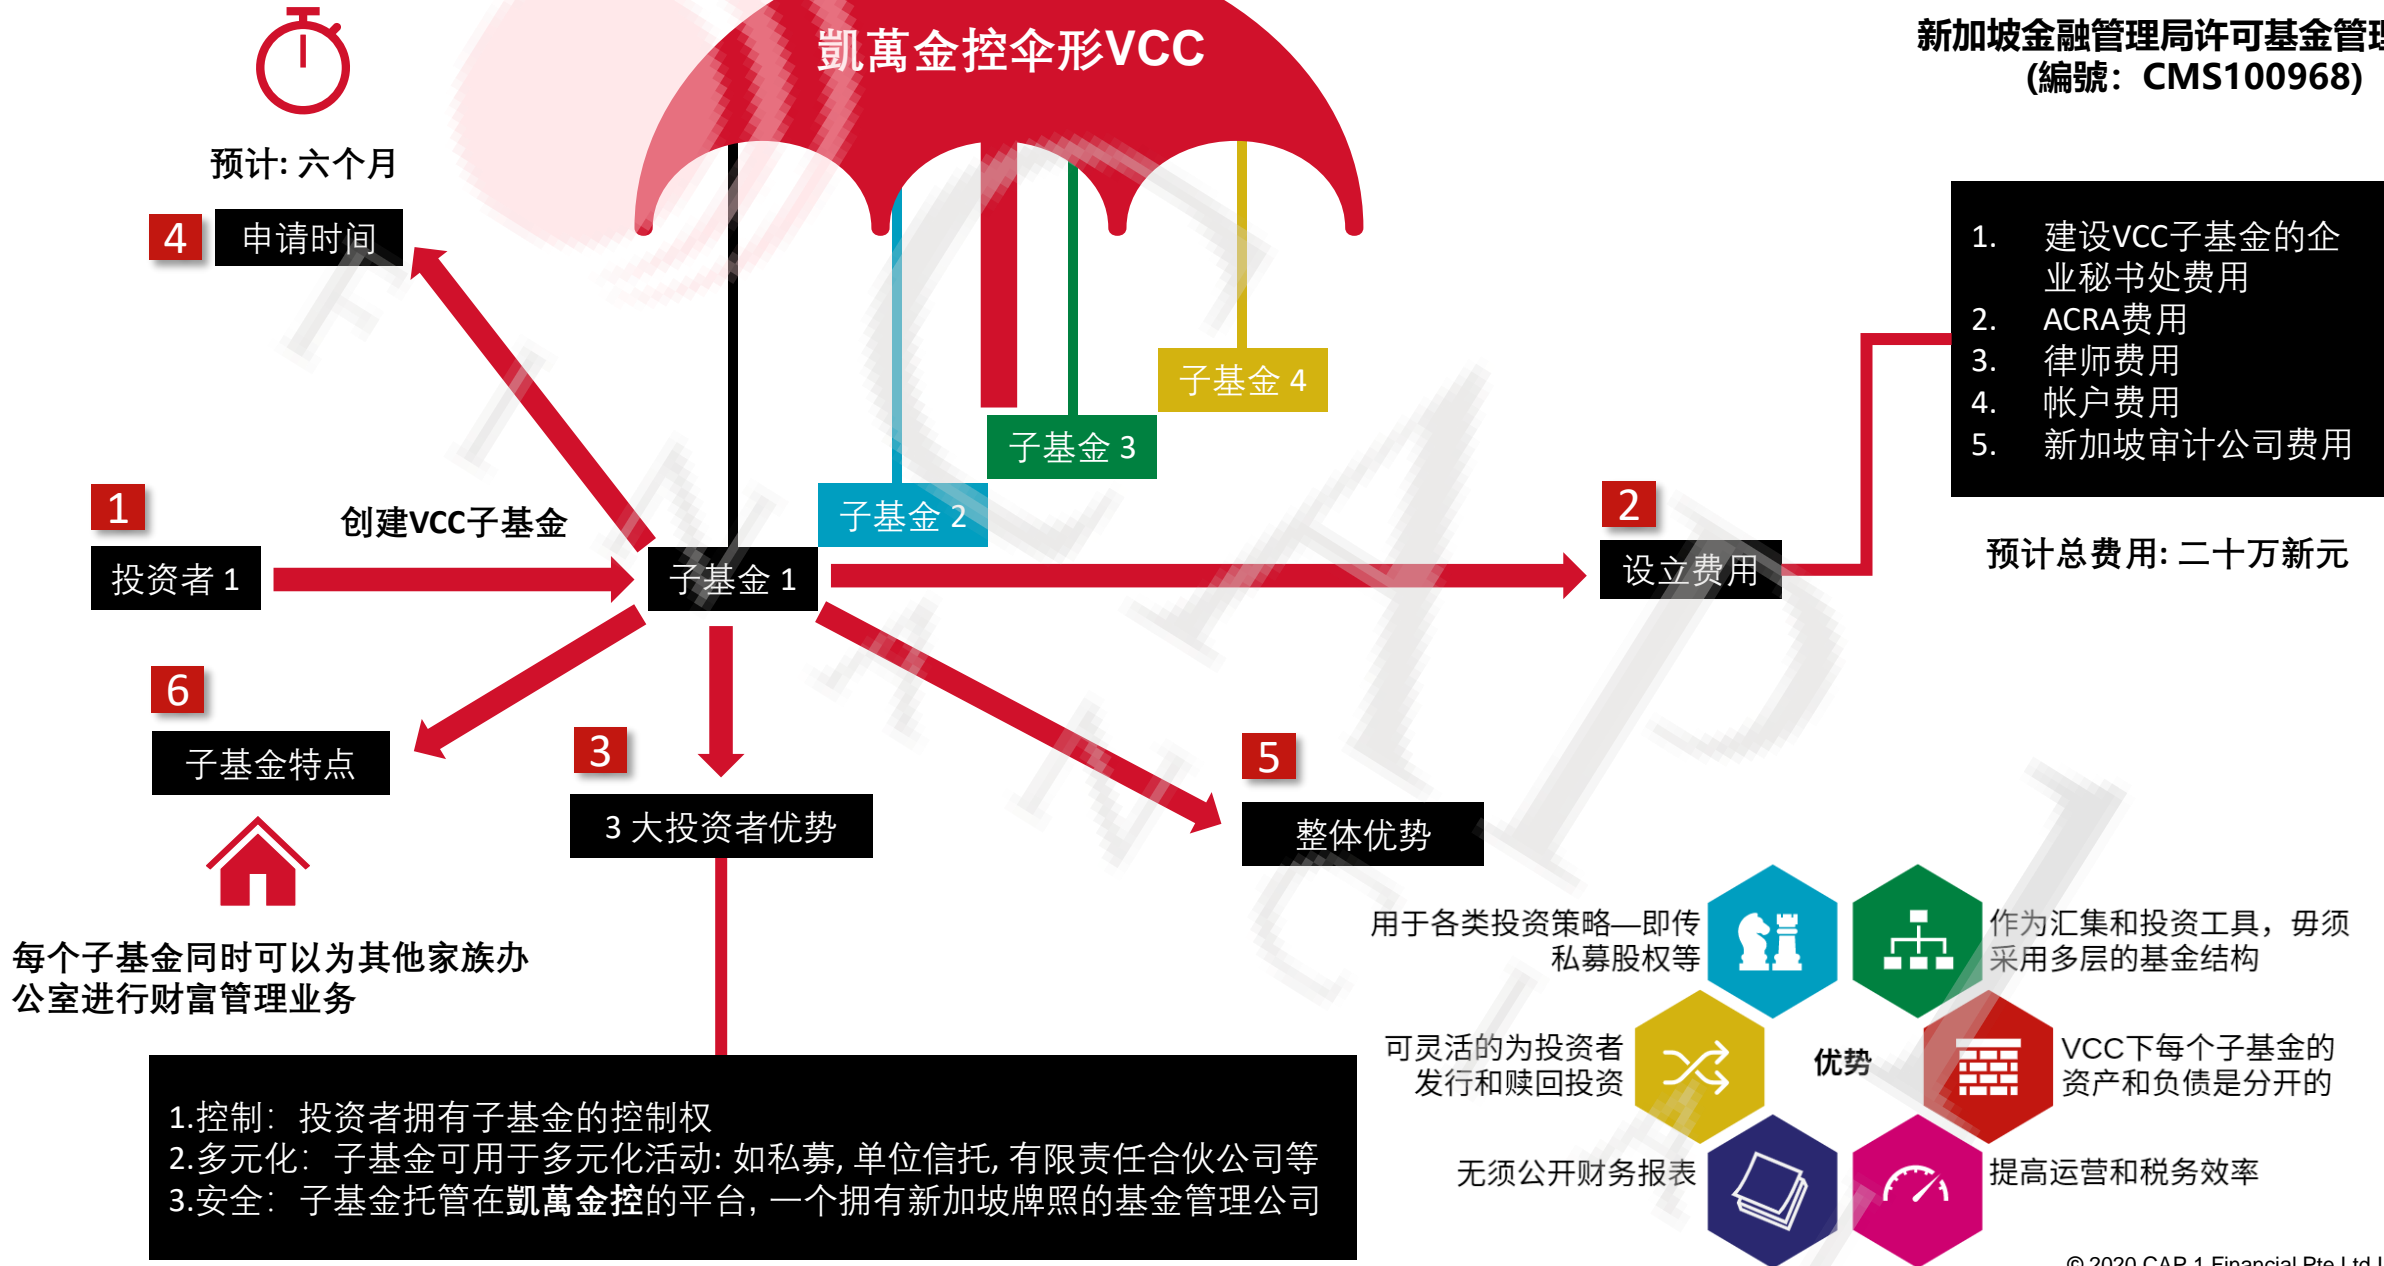 凱萬金控伞形VCC
新加坡金融管理局许可基金管理
(編號：CMS100968)
预计: 六个月
4
申请时间
子基金 4
子基金 3
子基金 2
1
创建VCC子基金
投资者 1
子基金 1
2
设立费用
1. 建设VCC子基金的企
业秘书处费用
2. ACRA费用
3. 律师费用
4. 帐户费用
5. 新加坡审计公司费用
预计总费用: 二十万新元
6
子基金特点
每个子基金同时可以为其他家族办
公室进行财富管理业务
3
3 大投资者优势
1.控制：投资者拥有子基金的控制权
2.多元化：子基金可用于多元化活动: 如私募, 单位信托, 有限责任合伙公司等
3.安全：子基金托管在凱萬金控的平台, 一个拥有新加坡牌照的基金管理公司
5
整体优势
用于各类投资策略—即传
私募股权等
作为汇集和投资工具，毋须
采用多层的基金结构
可灵活的为投资者
发行和赎回投资
优势
VCC下每个子基金的
资产和负债是分开的
无须公开财务报表
提高运营和税务效率
© 2020 CAP 1 Financial Pte Ltd
CAP 1
FINANCIAL